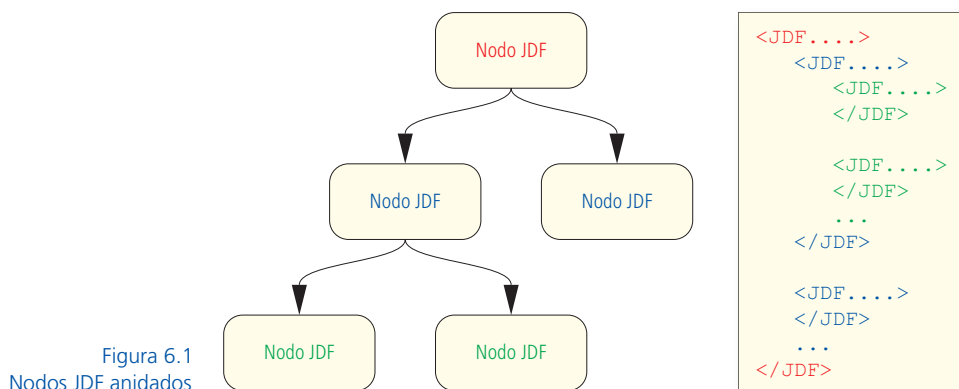 Nodo JDF
Nodo JDF
Nodo JDF
Nodo JDF
Nodo JDF
Figura 6.1
Nodos JDF anidados
<JDF....>
<JDF....>
<JDF....>
</JDF>
<JDF....>
</JDF>
...
</JDF>
<JDF....>
</JDF>
...
</JDF>